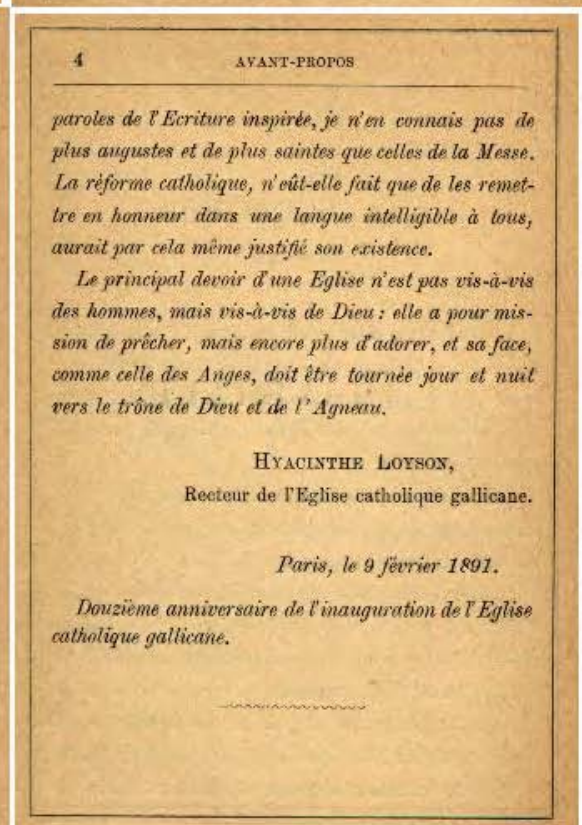 4 AVANT-PROPOS
paroles de l'Ecriture inspirée, je n'en connais pas de
plus augustes et de plus saintes que celles de la Messe.
La réforme catholique, n'eût-elle fait que de les remet-
tre en honneur dans une langue intelligible à tous,
aurait par cela même justifié son existence.
Le principal devoir d'une Eglise n'est pas vis-à-vis
des hommes, mais vis-à-vis de Dieu : elle a pour mis-
sion de prêcher, mais encore plus d'adorer, et sa face,
comme celle des Anges, doit être tournée jour et nuit
vers le trône de Dieu et de l'Agneau.
HYACINTHE LOYSON,
Recteur de l'Eglise catholique gallicane.
Paris, le 9 février 1891.
Douzième anniversaire de l'inauguration de l'Eglise
catholique gallicane.